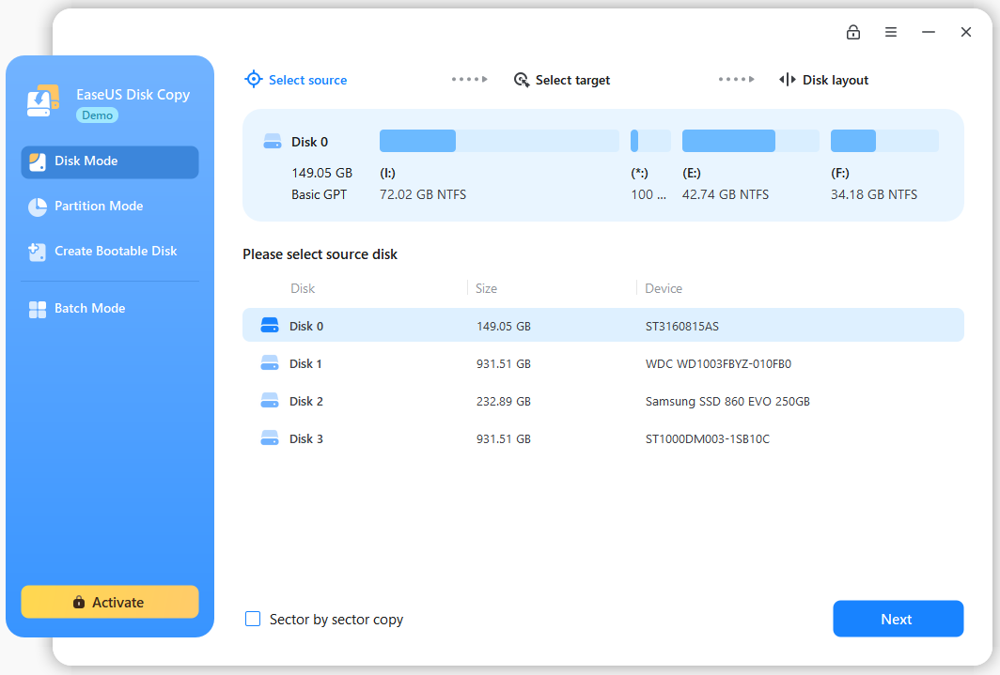 EaseUS Disk Copy
Demo
Disk Mode
Partition Mode
Create Bootable Disk
Batch Mode
Activate
Select source
Select target
Disk layout
Disk 0
149.05 GB
Basic GPT
(I:)
72.02 GB NTFS
(*:)
100 ...
(E:)
42.74 GB NTFS
(F:)
34.18 GB NTFS
Please select source disk
Disk Size Device
Disk 0 149.05 GB ST3160815AS
Disk 1 931.51 GB WDC WD1003FBYZ-010FB0
Disk 2 232.89 GB Samsung SSD 860 EVO 250GB
Disk 3 931.51 GB ST1000DM003-1SB10C
Sector by sector copy
Next